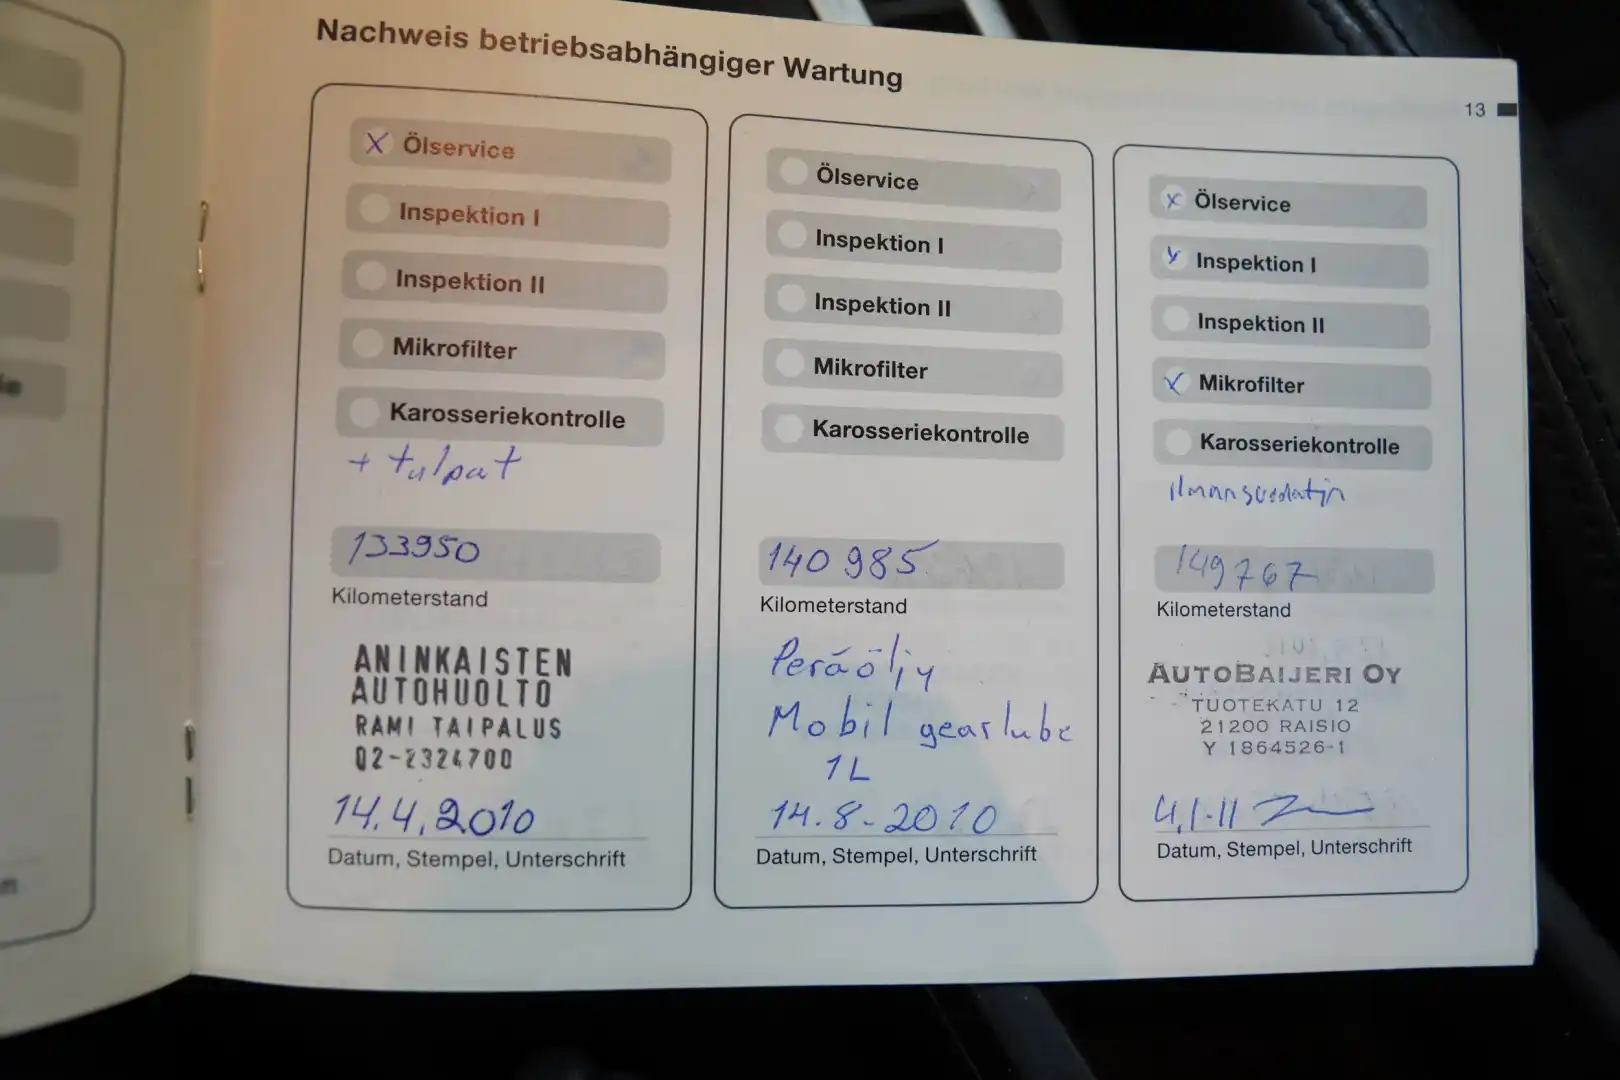 Nachweis betriebsabhängiger Wartung
13
X Ölservice
Inspektion I
Inspektion II
Mikrofilter
Karosseriekontrolle
+ tulpat
133950
Kilometerstand
ANINKAISTEN
AUTOHUOLTO
RAMI TAIPALUS
02-2324700
14.4.2010
Datum, Stempel, Unterschrift
Ölservice
Inspektion I
Inspektion II
Mikrofilter
Karosseriekontrolle
140 985
Kilometerstand
Peräöljy
Mobil gearlube
1L
14.8-2010
Datum, Stempel, Unterschrift
x Ölservice
x Inspektion I
Inspektion II
x Mikrofilter
Karosseriekontrolle
ilmansuodatin
149767
Kilometerstand
AUTOBAIJERI OY
TUOTEKATU 12
21200 RAISIO
Y 1864526-1
4.1-11
Datum, Stempel, Unterschrift